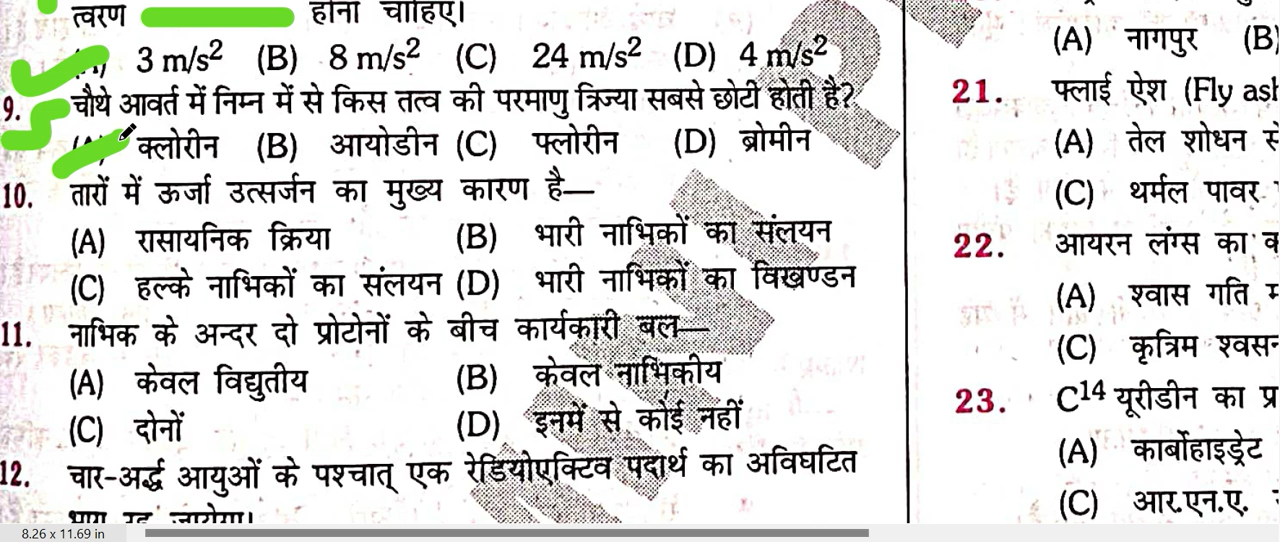 त्वरण होना चाहिए।
3 m/s² (B) 8 m/s² (C) 24 m/s² (D) 4 m/s²
9. चौथे आवर्त में निम्न में से किस तत्व की परमाणु त्रिज्या सबसे छोटी होती है?
क्लोरीन (B) आयोडीन (C) फ्लोरीन (D) ब्रोमीन
10. तारों में ऊर्जा उत्सर्जन का मुख्य कारण है—
(A) रासायनिक क्रिया (B) भारी नाभिकों का संलयन
(C) हल्के नाभिकों का संलयन (D) भारी नाभिकों का विखण्डन
11. नाभिक के अन्दर दो प्रोटोनों के बीच कार्यकारी बल—
(A) केवल विद्युतीय (B) केवल नाभिकीय
(C) दोनों (D) इनमें से कोई नहीं
12. चार-अर्द्ध आयुओं के पश्चात् एक रेडियोएक्टिव पदार्थ का अविघटित
(A) नागपुर (B)
21. फ्लाई ऐश (Fly
(A) तेल शोधन से
(C) थर्मल पावर
22. आयरन लंग्स का
(A) श्वास गति
(C) कृत्रिम
23. C¹⁴ यूरीडीन का
(A) कार्बोहाइड्रेट
(C) आर.एन.ए.
8.26 x 11.69 in